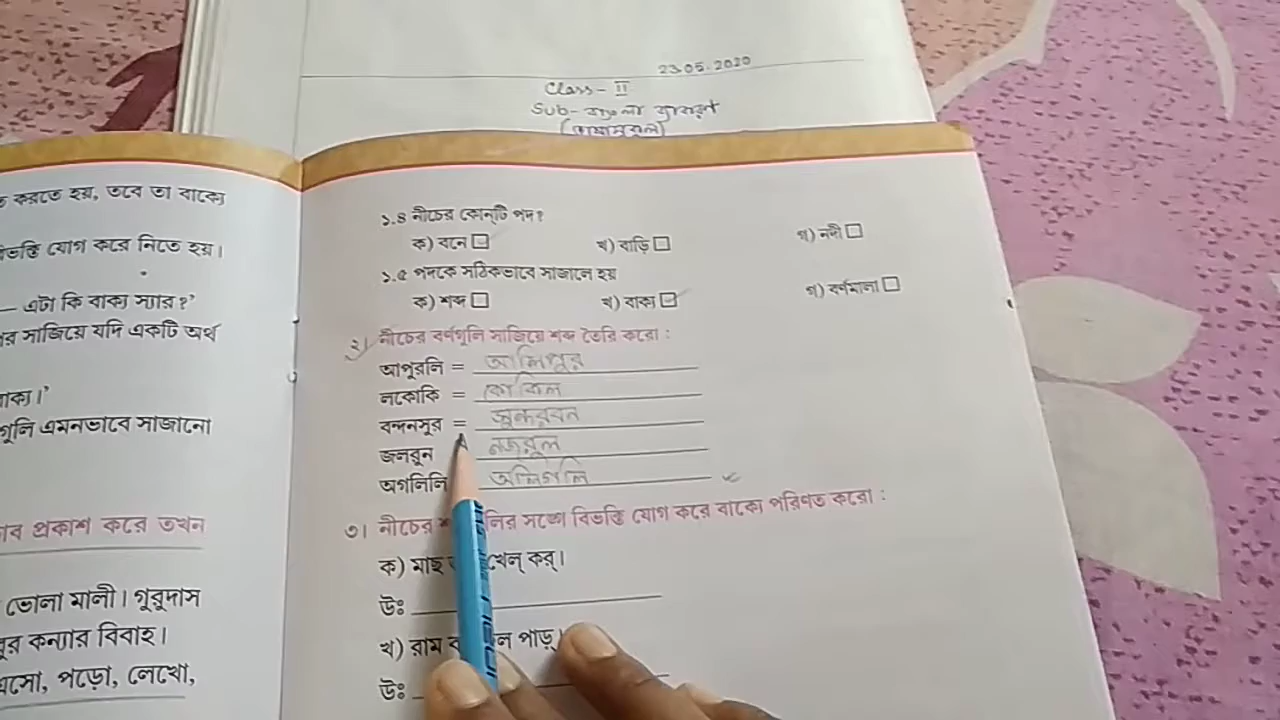 23.05.2020
Class - II
Sub - বাংলা ব্যাকরণ
ত করতে হয়, তবে তা বাক্যে
বিভক্তি যোগ করে নিতে হয়।
— এটা কি বাক্য স্যার?’
র সাজিয়ে যদি একটি অর্থ
বাক্য।’
গুলি এমনভাবে সাজানো
ভাব প্রকাশ করে তখন
ভোলা মালী। গুরুদাস
বুর কন্যার বিবাহ।
এসো, পড়ো, লেখো,
১.৪ নীচের কোন্‌টি পদ?
ক) বনে খ) বাড়ি গ) নদী
১.৫ পদকে সঠিকভাবে সাজালে হয়
ক) শব্দ খ) বাক্য গ) বর্ণমালা
২। নীচের বর্ণগুলি সাজিয়ে শব্দ তৈরি করো :
আপুরলি = আলিপুর
লকোকি = কোকিল
বন্দনসুর = সুন্দরবন
জলরুন নজরুল
অগলিলি অলিগলি
৩। নীচের লির সঙ্গে বিভক্তি যোগ করে বাক্যে পরিণত করো :
ক) মাছ খেল্ কর্।
উঃ
খ) রাম ল পাড়্।
উঃ